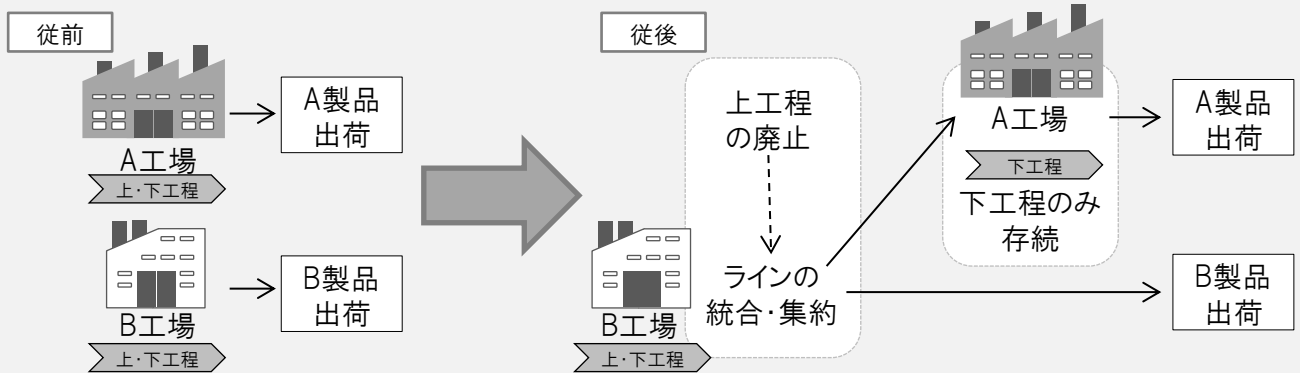 従前
A製品
出荷
A工場
上・下工程
B製品
出荷
B工場
上・下工程
従後
上工程
の廃止
ラインの
統合・集約
B工場
上・下工程
A工場
下工程
下工程のみ
存続
A製品
出荷
B製品
出荷